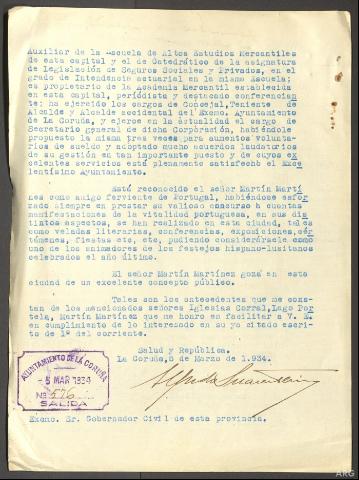 Auxiliar de la Escuela de Altos Estudios Mercantiles
de esta capital y el de Catedrático de la asignatura
de Legislación de Seguros Sociales y Privados, en el
grado de Intendencia actuarial en la misma Escuela;
es propietario de la Academia Mercantil establecida
en esta capital, periódista y destacado conferencian
te; ha ejercido los cargos de Concejal, Teniente de
Alcalde y Alcalde accidental del Excmo. Ayuntamiento
de La Coruña, y ejerce en la actualidad el cargo de
Secretario general de dicha Corporación, habiéndole
propuesto la misma tres veces para aumentos volunta-
rios de sueldo y adoptado mucho acuerdos laudatorios
de su gestión en tan importante puesto y de cuyos ex
celentes servicios está plenamente satisfecho el Exce
lentísimo Ayuntamiento.
Está reconocido el señor Martín Martí
nez como amigo ferviente de Portugal, habiéndose esfor
zado siempre en prestar su valioso concurso a cuantas
manifestaciones de la vitalidad portuguesa, en sus dis
tintos aspectos, se han realizado en esta ciudad, tales
como veladas literarias, conferencias, exposiciones, cer
támenes, fiestas etc, etc, pudiendo considerársele como
uno de los animadores de los festejos hispano-lusitanos
celebrados el año último.
El señor Martín Martínez goza en esta
ciudad de un excelente concepto público.
Tales son los antecedentes que me cons-
tan de los mencionados señores Iglesias Corral, Lago Por
tela, Martín Martínez que me honro en facilitar a V. E.
en cumplimiento de lo interesado en su ya citado escri-
to de 1º del corriente.
Salud y República.
La Coruña, 5 de Marzo de 1.934.
AYUNTAMIENTO DE LA CORUÑA
- 5 MAR 1934
Nº 576
SALIDA
Excmo. Sr. Gobernador Civil de esta provincia.
ARG